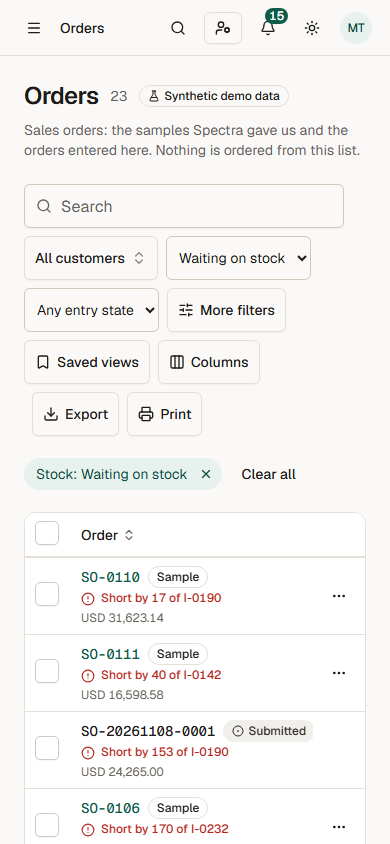 Orders
15
MT
Orders 23 Synthetic demo data
Sales orders: the samples Spectra gave us and the
orders entered here. Nothing is ordered from this list.
Search
All customers Waiting on stock
Any entry state More filters
Saved views Columns
Export Print
Stock: Waiting on stock Clear all
Order
SO-0110 Sample
Short by 17 of I-0190
USD 31,623.14
SO-0111 Sample
Short by 40 of I-0142
USD 16,598.58
SO-20261108-0001 Submitted
Short by 153 of I-0190
USD 24,265.00
SO-0106 Sample
Short by 170 of I-0232